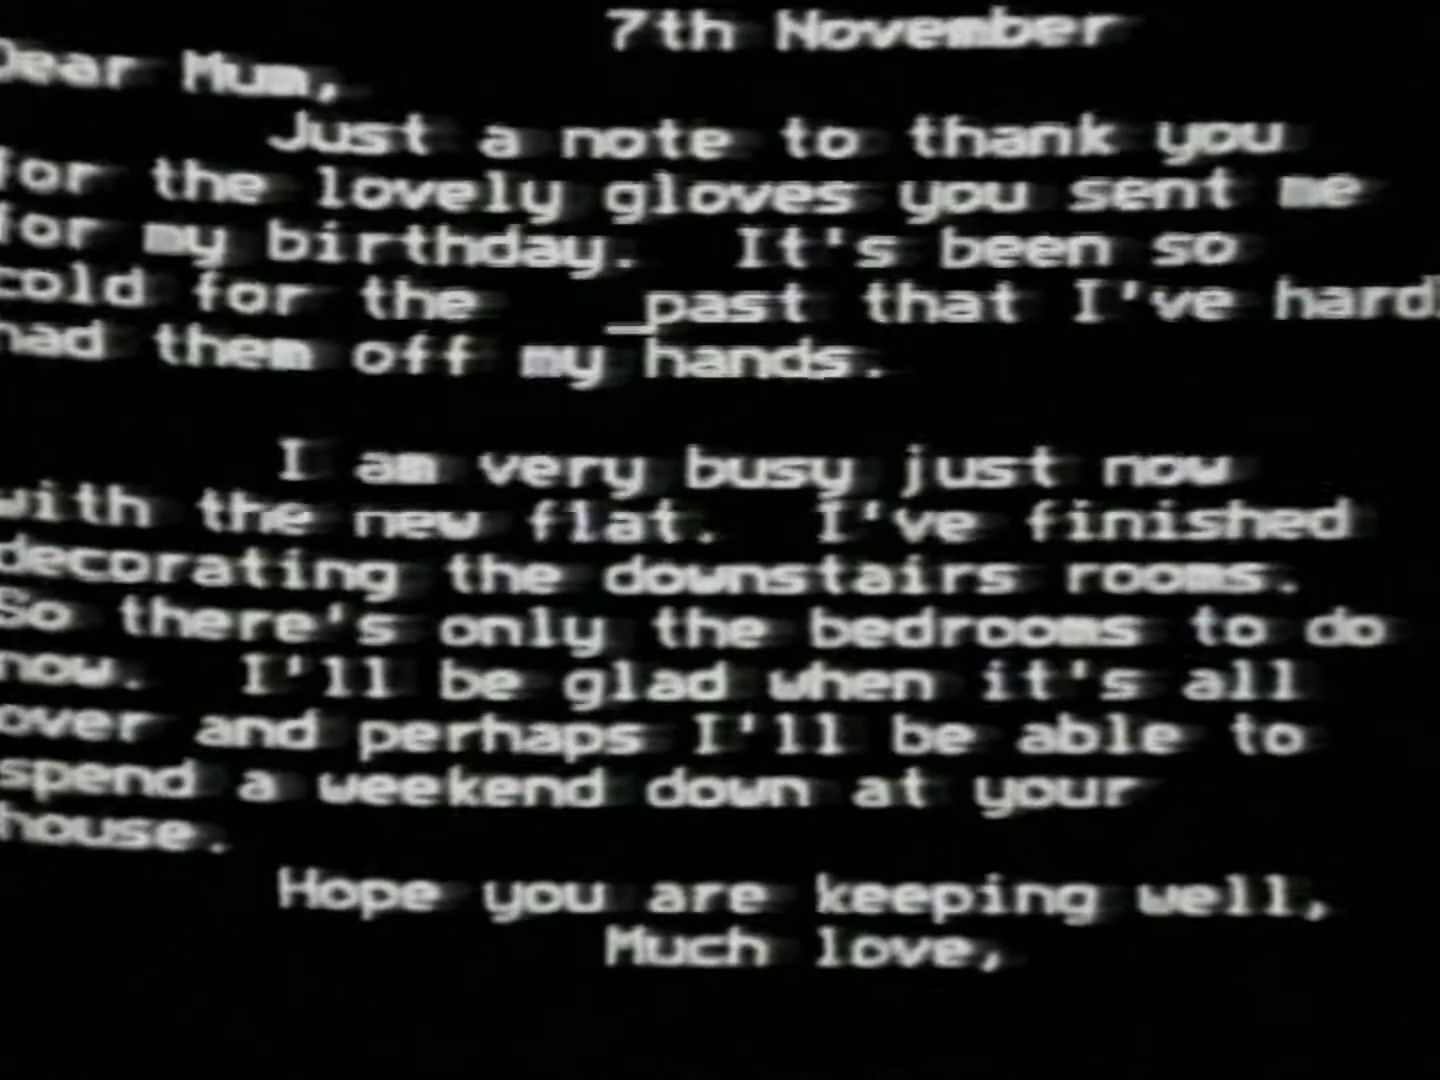 7th November
Dear Mum,
Just a note to thank you
for the lovely gloves you sent me
for my birthday. It's been so
cold for the _past that I've hardl
had them off my hands.
I am very busy just now
with the new flat. I've finished
decorating the downstairs rooms.
So there's only the bedrooms to do
now. I'll be glad when it's all
over and perhaps I'll be able to
spend a weekend down at your
house.
Hope you are keeping well,
Much love,